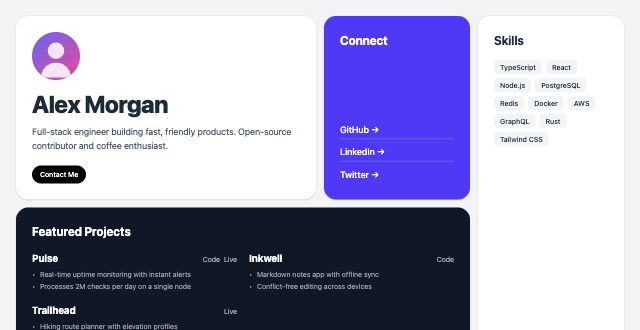 Alex Morgan
Full-stack engineer building fast, friendly products. Open-source
contributor and coffee enthusiast.
Contact Me
Connect
GitHub →
LinkedIn →
Twitter →
Skills
TypeScript React
Node.js PostgreSQL
Redis Docker AWS
GraphQL Rust
Tailwind CSS
Featured Projects
Pulse Code Live
• Real-time uptime monitoring with instant alerts
• Processes 2M checks per day on a single node
Inkwell Code
• Markdown notes app with offline sync
• Conflict-free editing across devices
Trailhead Live
• Hiking route planner with elevation profiles